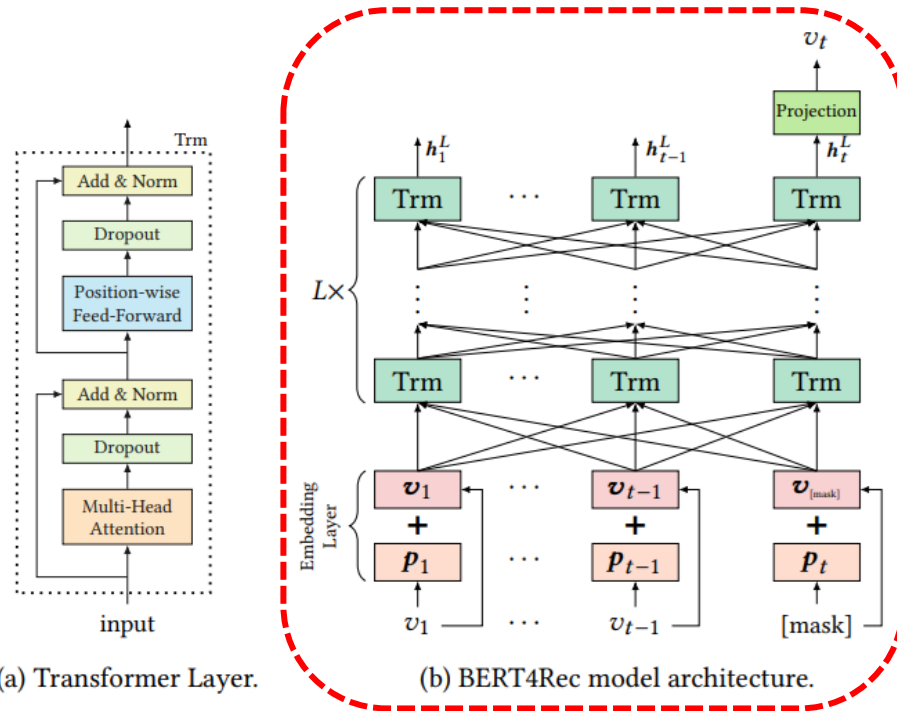 Trm
Add & Norm
Dropout
Position-wise
Feed-Forward
Add & Norm
Dropout
Multi-Head
Attention
input
(a) Transformer Layer.
v_t
Projection
h_1^L
h_{t-1}^L
h_t^L
Trm
...
Trm
Trm
L×
Trm
...
Trm
Trm
Embedding
Layer
v_1
...
v_{t-1}
v_[mask]
+
+
+
p_1
...
p_{t-1}
p_t
v_1
...
v_{t-1}
[mask]
(b) BERT4Rec model architecture.